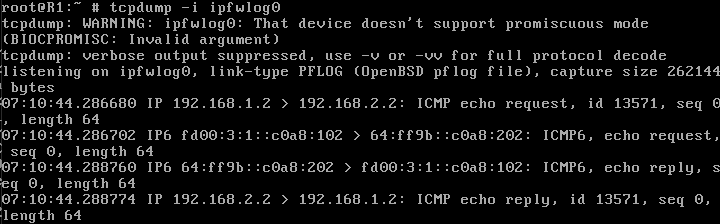 root@R1:~ # tcpdump -i ipfwlog0
tcpdump: WARNING: ipfwlog0: That device doesn't support promiscuous mode
(BIOCPROMISC: Invalid argument)
tcpdump: verbose output suppressed, use -v or -vv for full protocol decode
listening on ipfwlog0, link-type PFLOG (OpenBSD pflog file), capture size 262144
 bytes
07:10:44.286680 IP 192.168.1.2 > 192.168.2.2: ICMP echo request, id 13571, seq 0
, length 64
07:10:44.286702 IP6 fd00:3:1::c0a8:102 > 64:ff9b::c0a8:202: ICMP6, echo request,
 seq 0, length 64
07:10:44.288760 IP6 64:ff9b::c0a8:202 > fd00:3:1::c0a8:102: ICMP6, echo reply, s
eq 0, length 64
07:10:44.288774 IP 192.168.2.2 > 192.168.1.2: ICMP echo reply, id 13571, seq 0,
length 64